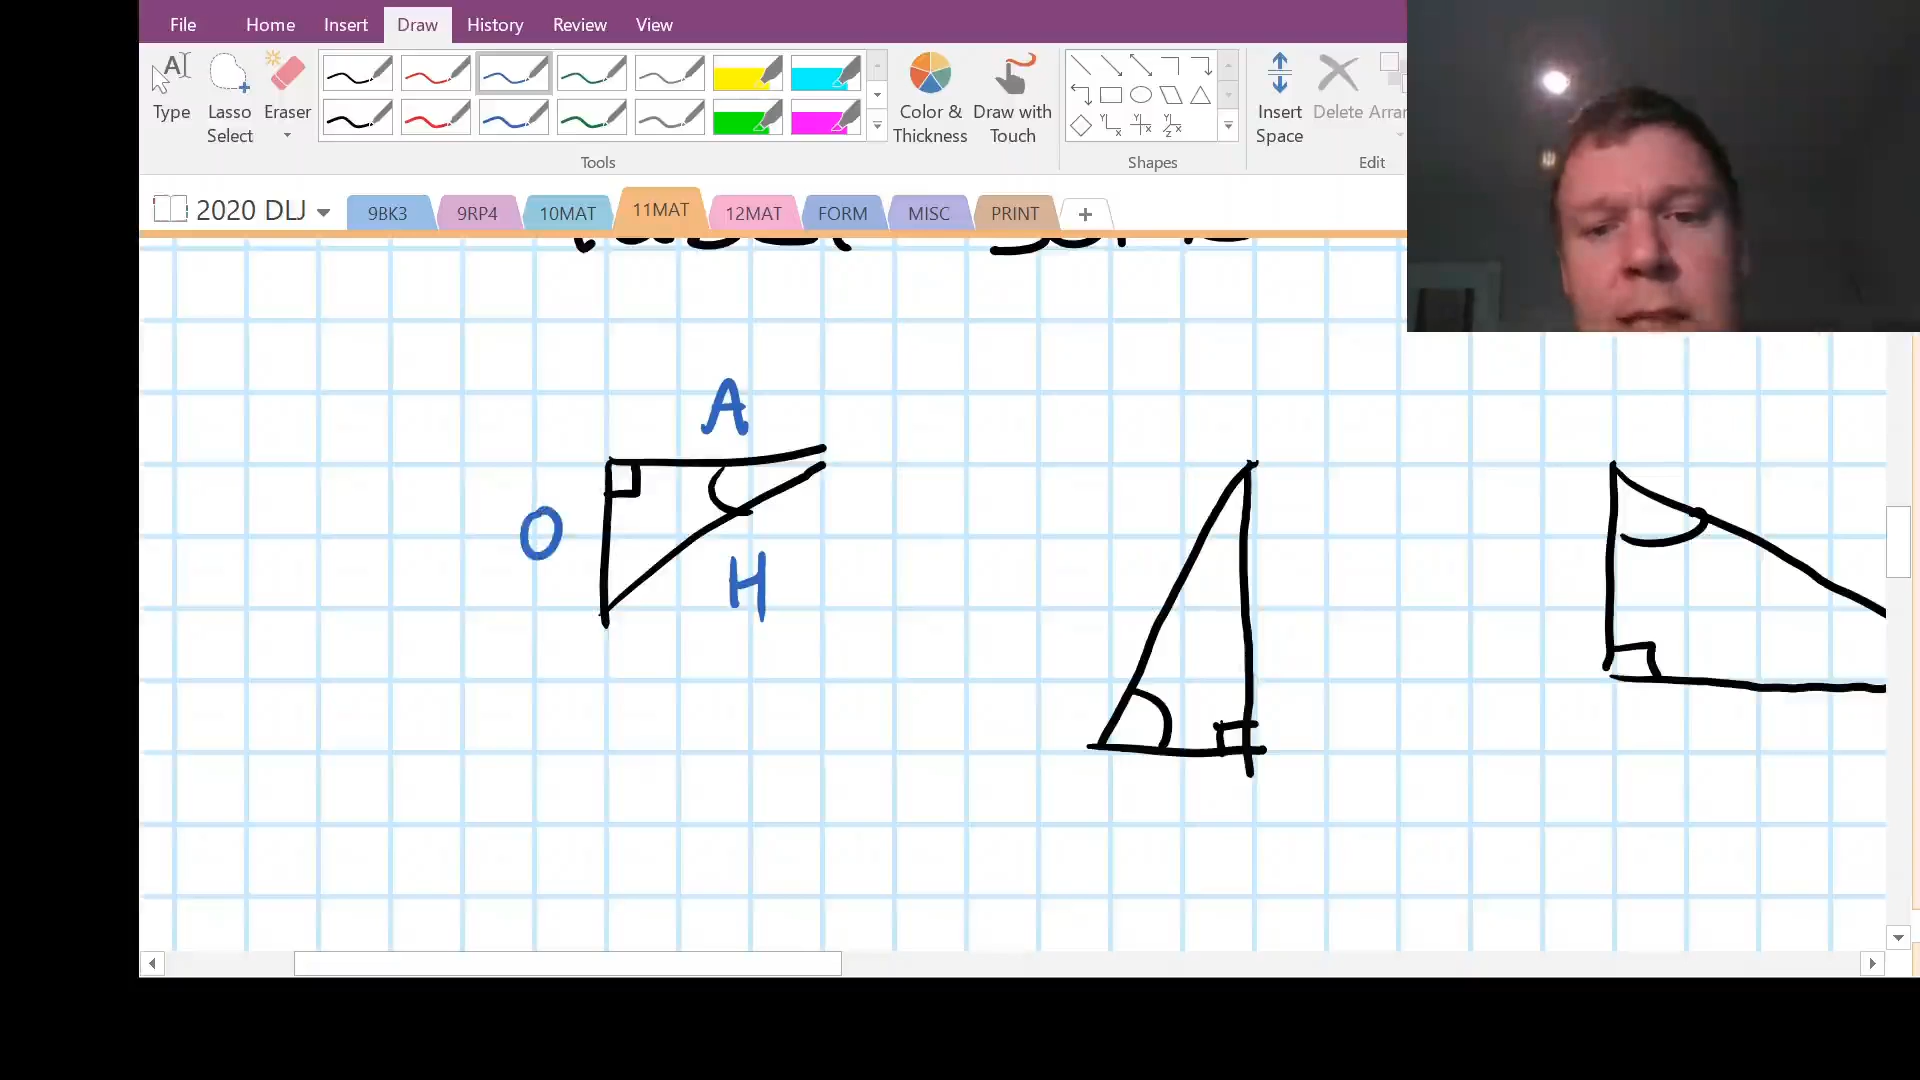 File Home Insert Draw History Review View
Type
Lasso Select
Eraser
Color & Thickness
Draw with Touch
Insert Space
Delete
Arran
Tools
Shapes
Edit
2020 DLJ 9BK3 9RP4 10MAT 11MAT 12MAT FORM MISC PRINT +
A
O
H